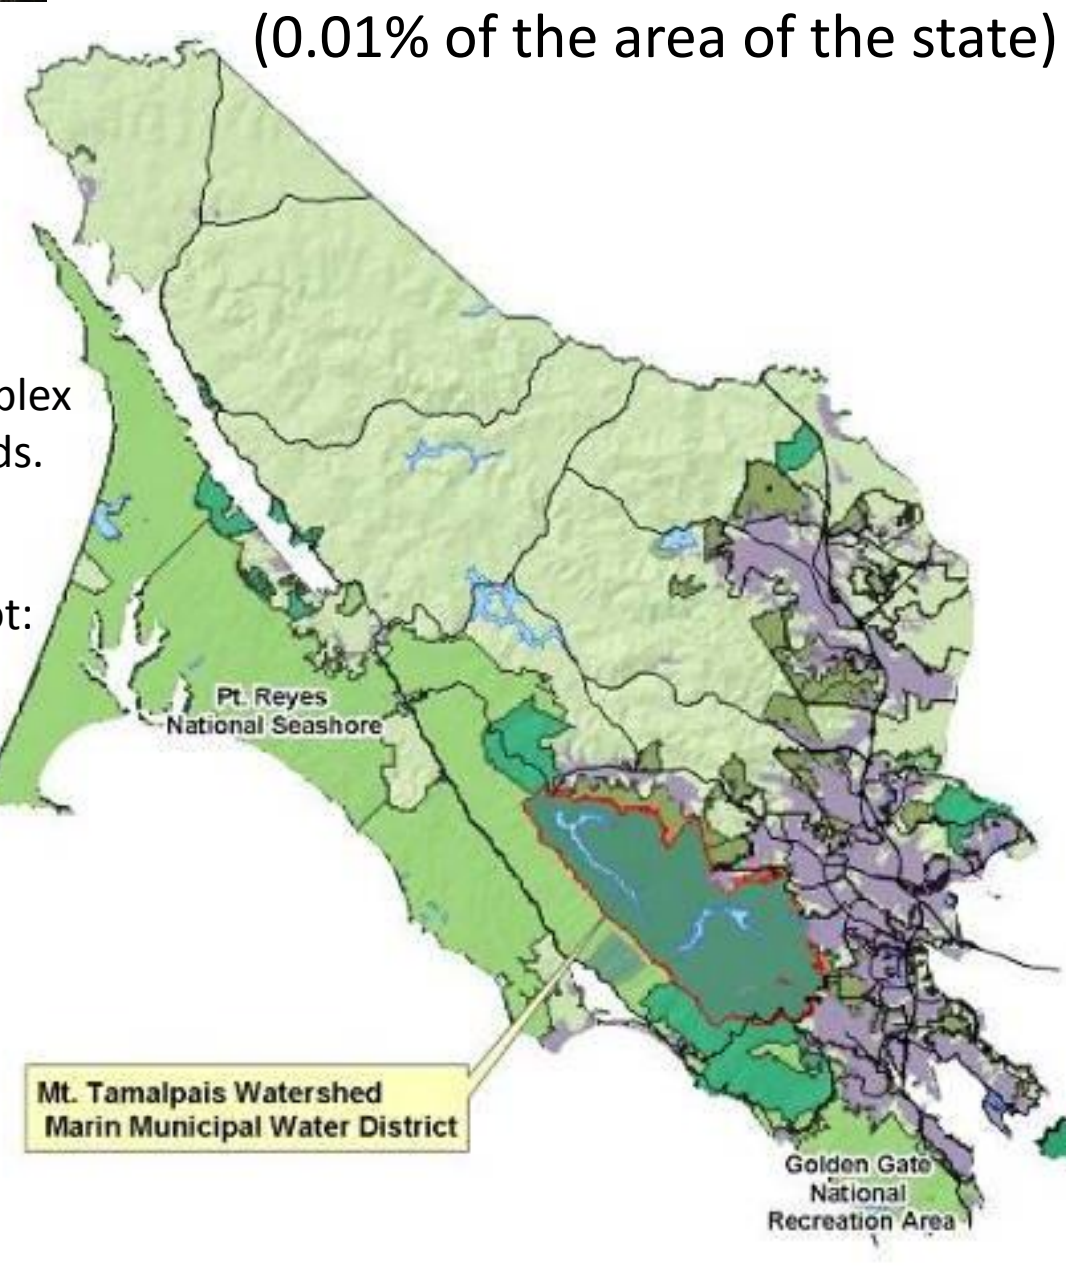 (0.01% of the area of the state)
plex
ds.
ot:
Pt. Reyes
National Seashore
Mt. Tamalpais Watershed
Marin Municipal Water District
Golden Gate
National
Recreation Area